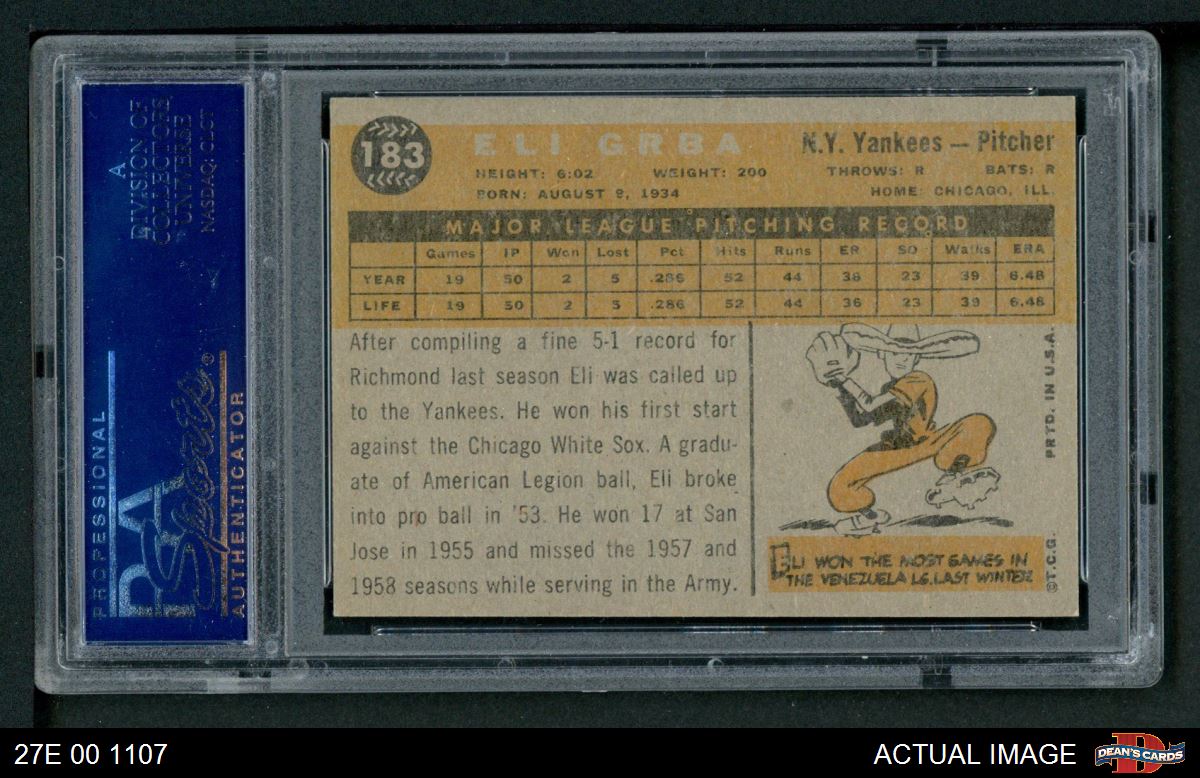 A
DIVISION OF
COLLECTORS
UNIVERSE
NASDAQ: CLCT
PROFESSIONAL
PSA
Sports®
AUTHENTICATOR
183
ELI GRBA
N.Y. Yankees — Pitcher
HEIGHT: 6:02 WEIGHT: 200 THROWS: R BATS: R
BORN: AUGUST 9, 1934 HOME: CHICAGO, ILL.
MAJOR LEAGUE PITCHING RECORD
Games IP Won Lost Pct Hits Runs ER SO Walks ERA
YEAR 19 50 2 5 .286 52 44 36 23 39 6.48
LIFE 19 50 2 5 .286 52 44 36 23 39 6.48
After compiling a fine 5-1 record for
Richmond last season Eli was called up
to the Yankees. He won his first start
against the Chicago White Sox. A gradu-
ate of American Legion ball, Eli broke
into pro ball in '53. He won 17 at San
Jose in 1955 and missed the 1957 and
1958 seasons while serving in the Army.
ELI WON THE MOST GAMES IN
THE VENEZUELA LG. LAST WINTER
©T.C.G. PRTD. IN U.S.A.
27E 00 1107
ACTUAL IMAGE
DEAN'S CARDS